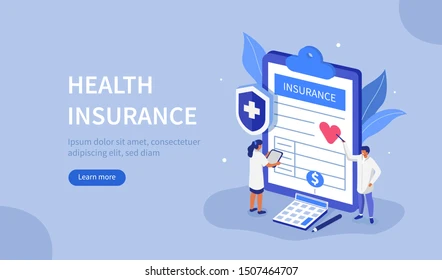 HEALTH
INSURANCE
Ipsum dolor sit amet, consectetuer
adipiscing elit, sed diam
Learn more
INSURANCE
$
shutterstock.com · 1507464707